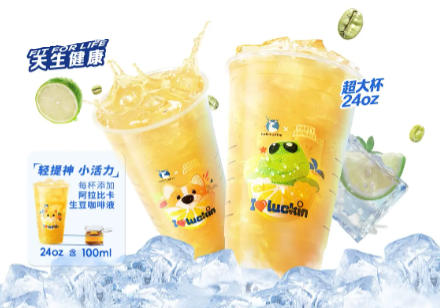 FIT FOR LIFE
天生健康
超大杯
24oz
轻提神 小活力
每杯添加
阿拉比卡
生豆咖啡液
24oz 含 100ml
I luckin
I luckin